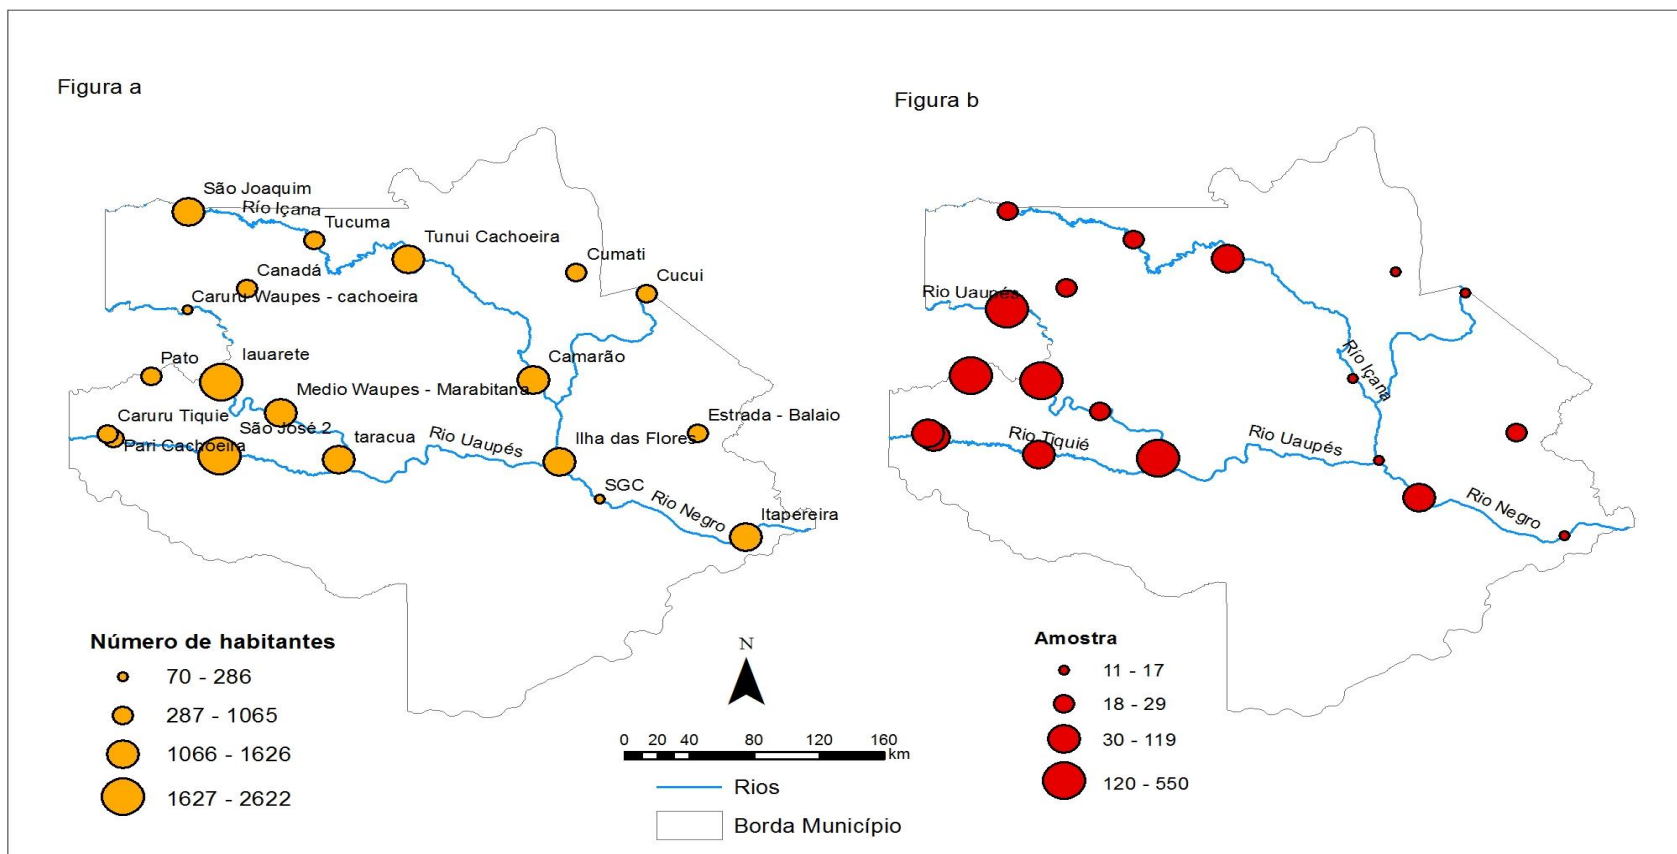 Figura a
São Joaquim
Río Içana
Tucuma
Tunui Cachoeira
Cumati
Canadá
Cucui
Caruru Waupes - cachoeira
Pato
Iauarete
Camarão
Medio Waupes - Marabitana
Caruru Tiquie
São José 2
Estrada - Balaio
Pari Cachoeira
taracua
Rio Uaupés
Ilha das Flores
SGC
Rio Negro
Itapereira
Número de habitantes
70 - 286
287 - 1065
1066 - 1626
1627 - 2622
N
0 20 40 80 120 160
km
Rios
Borda Município
Figura b
Rio Uaupés
Río Içana
Rio Tiquié
Rio Uaupés
Rio Negro
Amostra
11 - 17
18 - 29
30 - 119
120 - 550